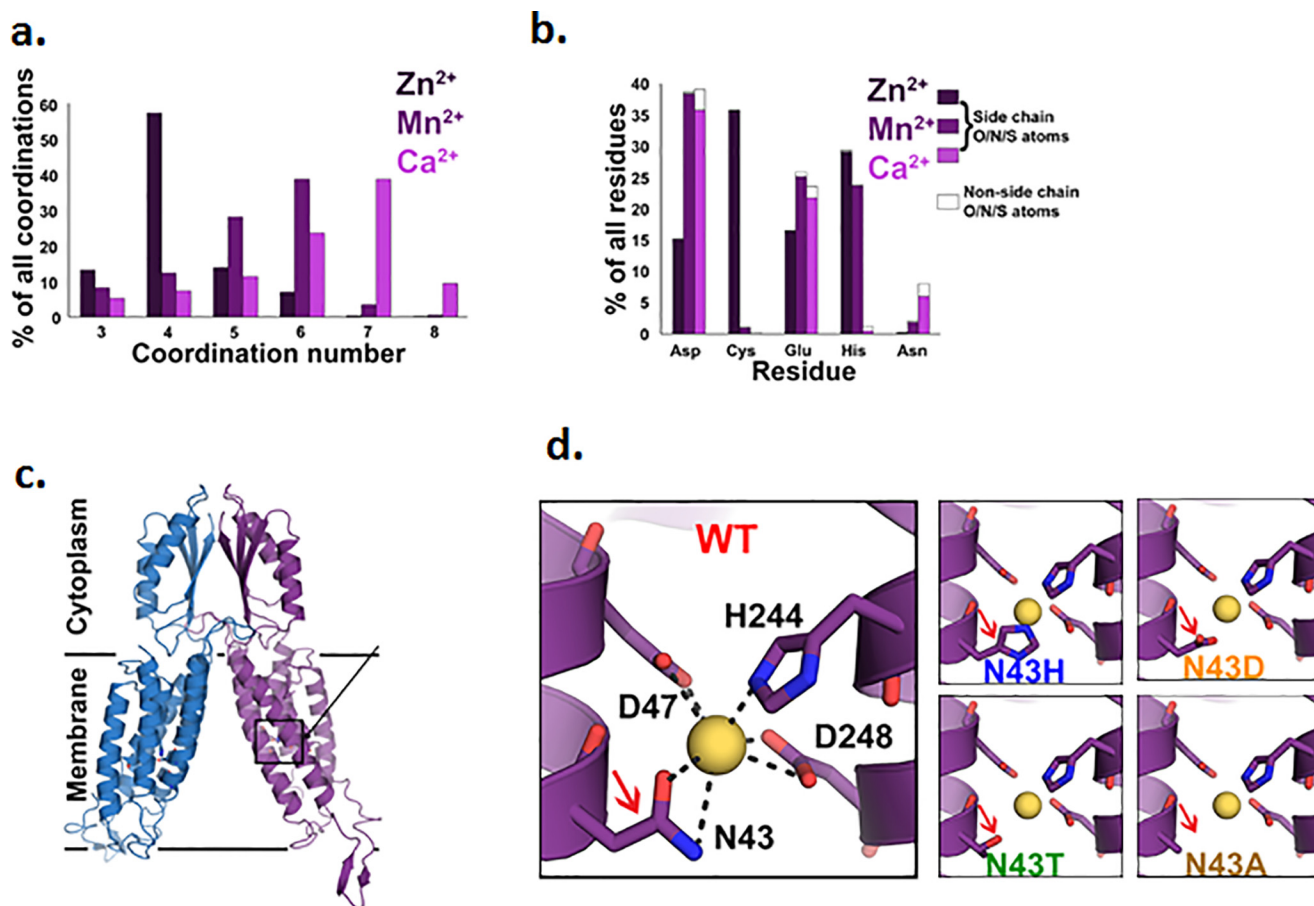 a.
% of all coordinations
60
50
40
30
20
10
0
3 4 5 6 7 8
Coordination number
Zn²⁺
Mn²⁺
Ca²⁺
b.
% of all residues
40
35
30
25
20
15
10
5
0
Asp Cys Glu His Asn
Residue
Zn²⁺
Mn²⁺
Ca²⁺
Side chain
O/N/S atoms
Non-side chain
O/N/S atoms
c.
Cytoplasm
Membrane
d.
WT
H244
D47
D248
N43
N43H
N43D
N43T
N43A